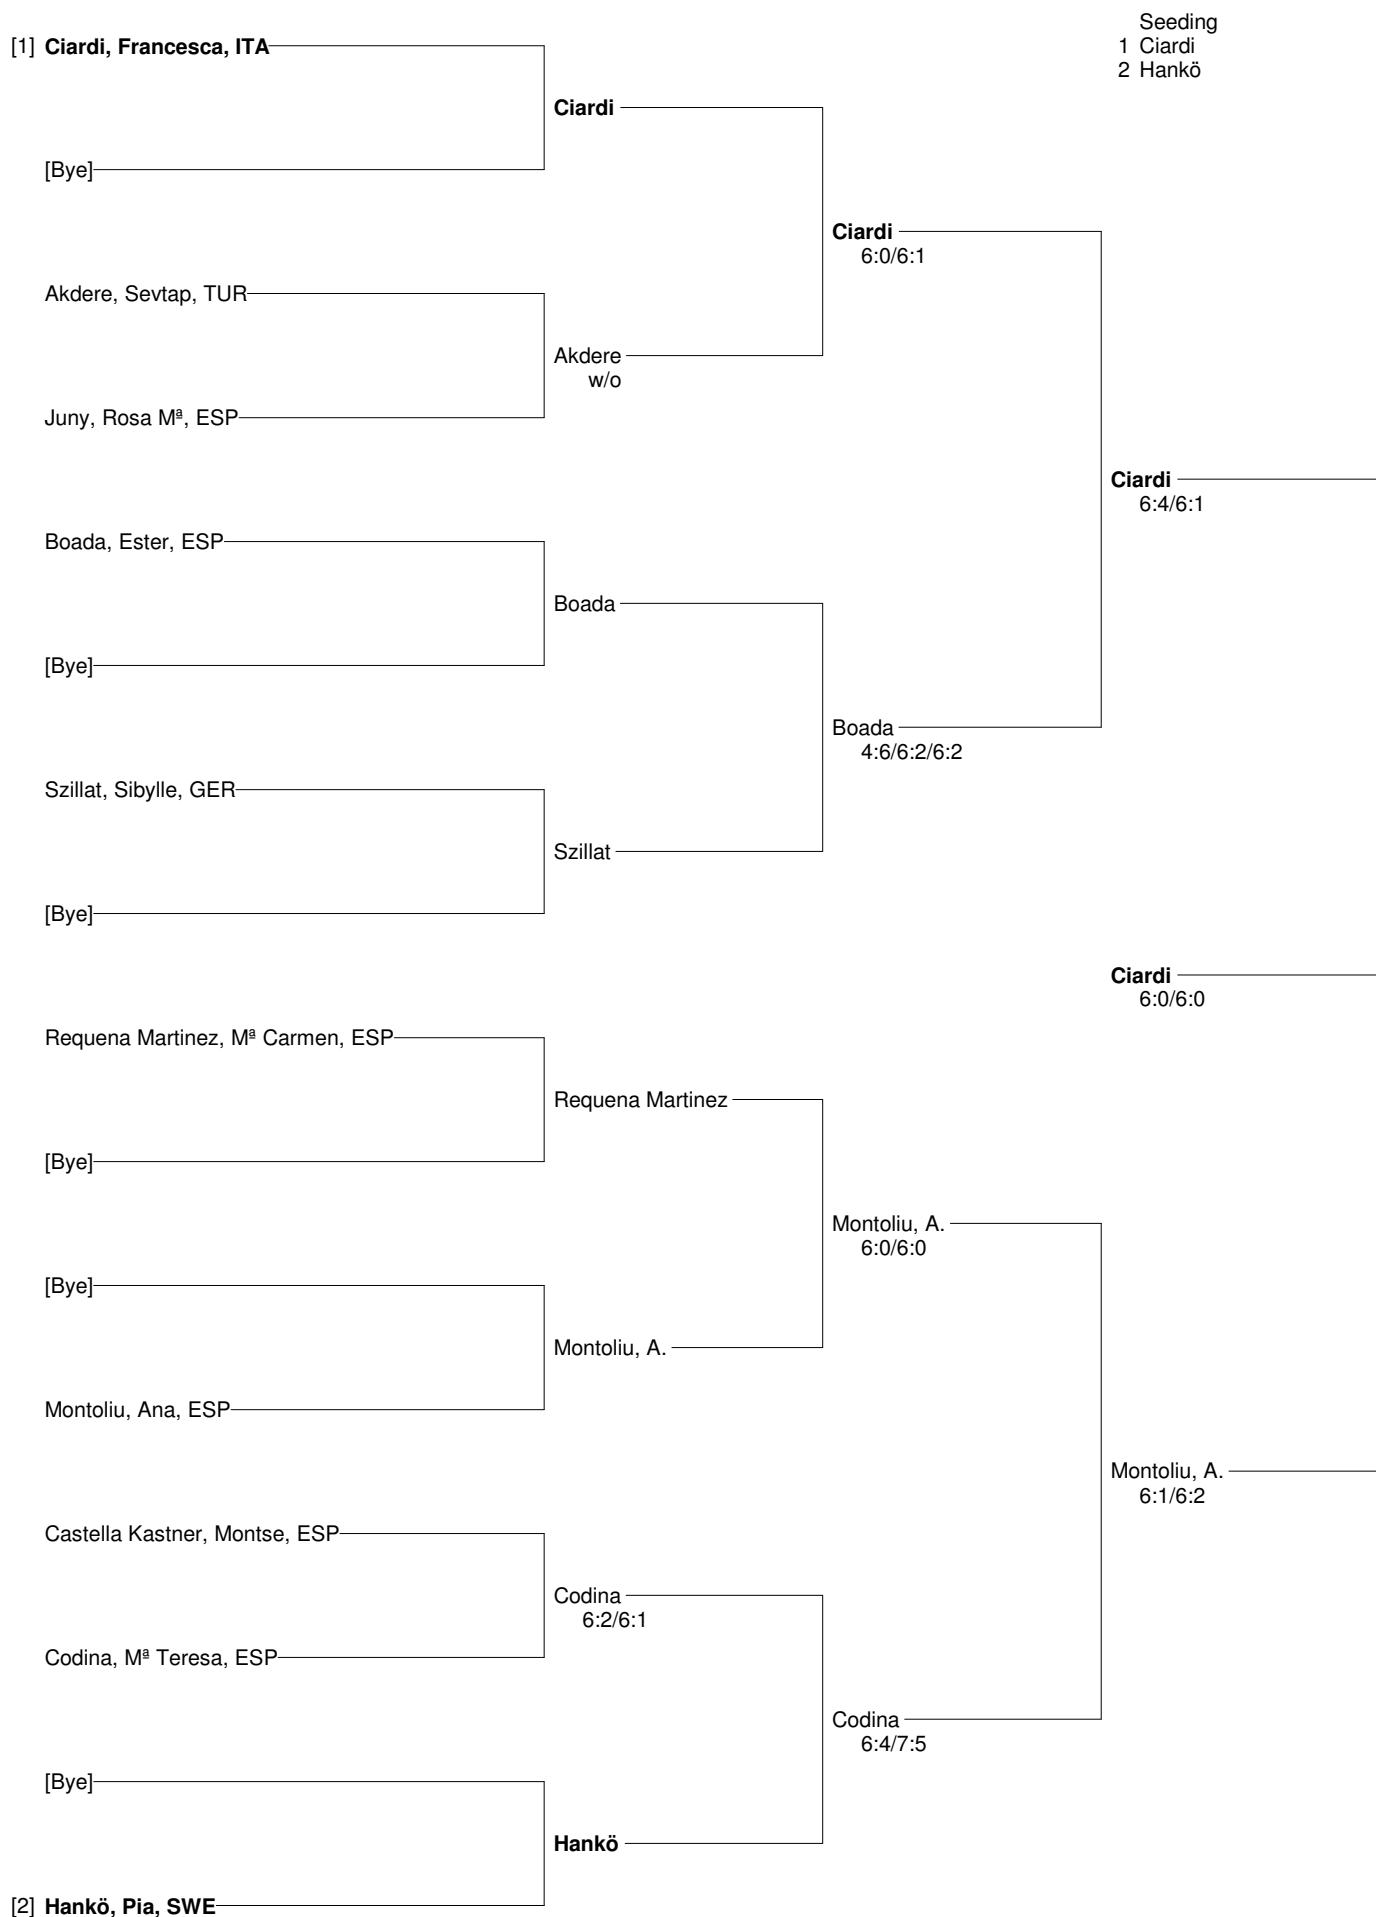 Seeding
1 Ciardi
2 Hankö
[1] Ciardi, Francesca, ITA
Ciardi
[Bye]
Ciardi
6:0/6:1
Akdere, Sevtap, TUR
Akdere
w/o
Juny, Rosa Mª, ESP
Ciardi
6:4/6:1
Boada, Ester, ESP
Boada
[Bye]
Boada
4:6/6:2/6:2
Szillat, Sibylle, GER
Szillat
[Bye]
Ciardi
6:0/6:0
Requena Martinez, Mª Carmen, ESP
Requena Martinez
[Bye]
Montoliu, A.
6:0/6:0
[Bye]
Montoliu, A.
Montoliu, Ana, ESP
Montoliu, A.
6:1/6:2
Castella Kastner, Montse, ESP
Codina
6:2/6:1
Codina, Mª Teresa, ESP
Codina
6:4/7:5
[Bye]
Hankö
[2] Hankö, Pia, SWE